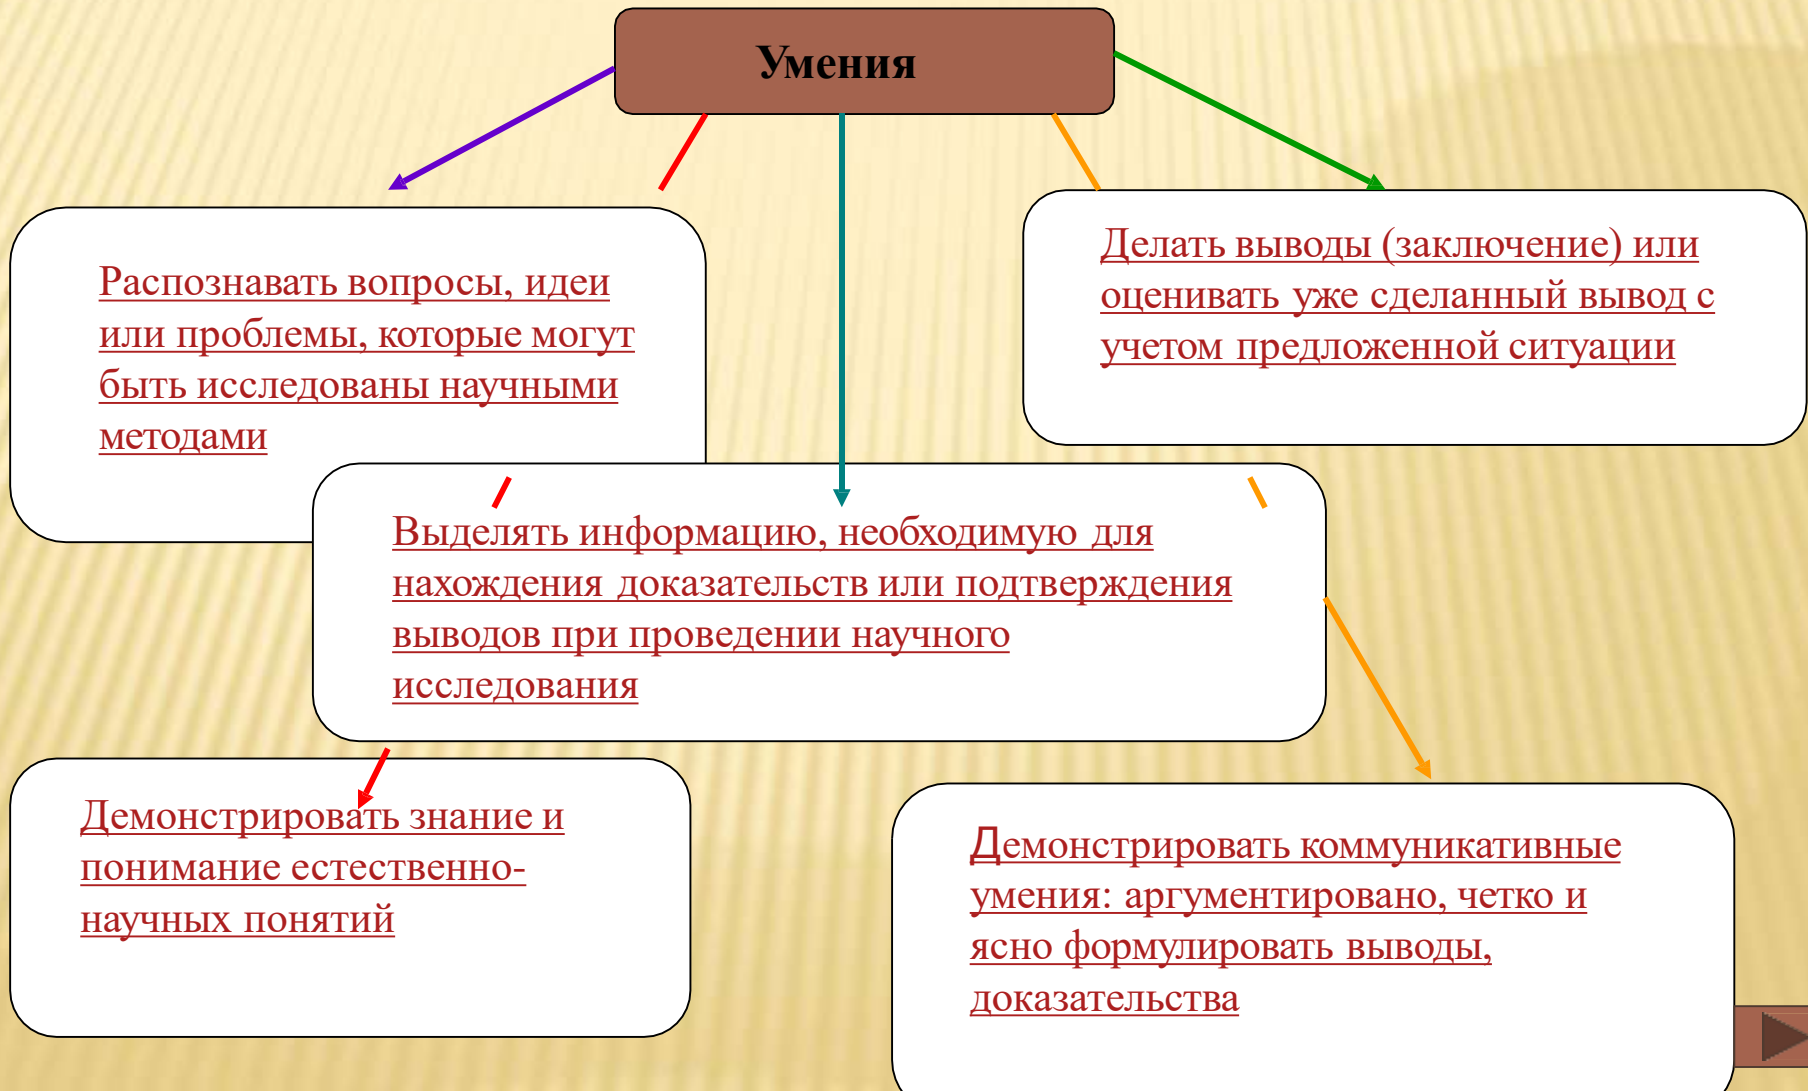 Умения
Распознавать вопросы, идеи
или проблемы, которые могут
быть исследованы научными
методами
Делать выводы (заключение) или
оценивать уже сделанный вывод с
учетом предложенной ситуации
Выделять информацию, необходимую для
нахождения доказательств или подтверждения
выводов при проведении научного
исследования
Демонстрировать знание и
понимание естественно-
научных понятий
Демонстрировать коммуникативные
умения: аргументировано, четко и
ясно формулировать выводы,
доказательства